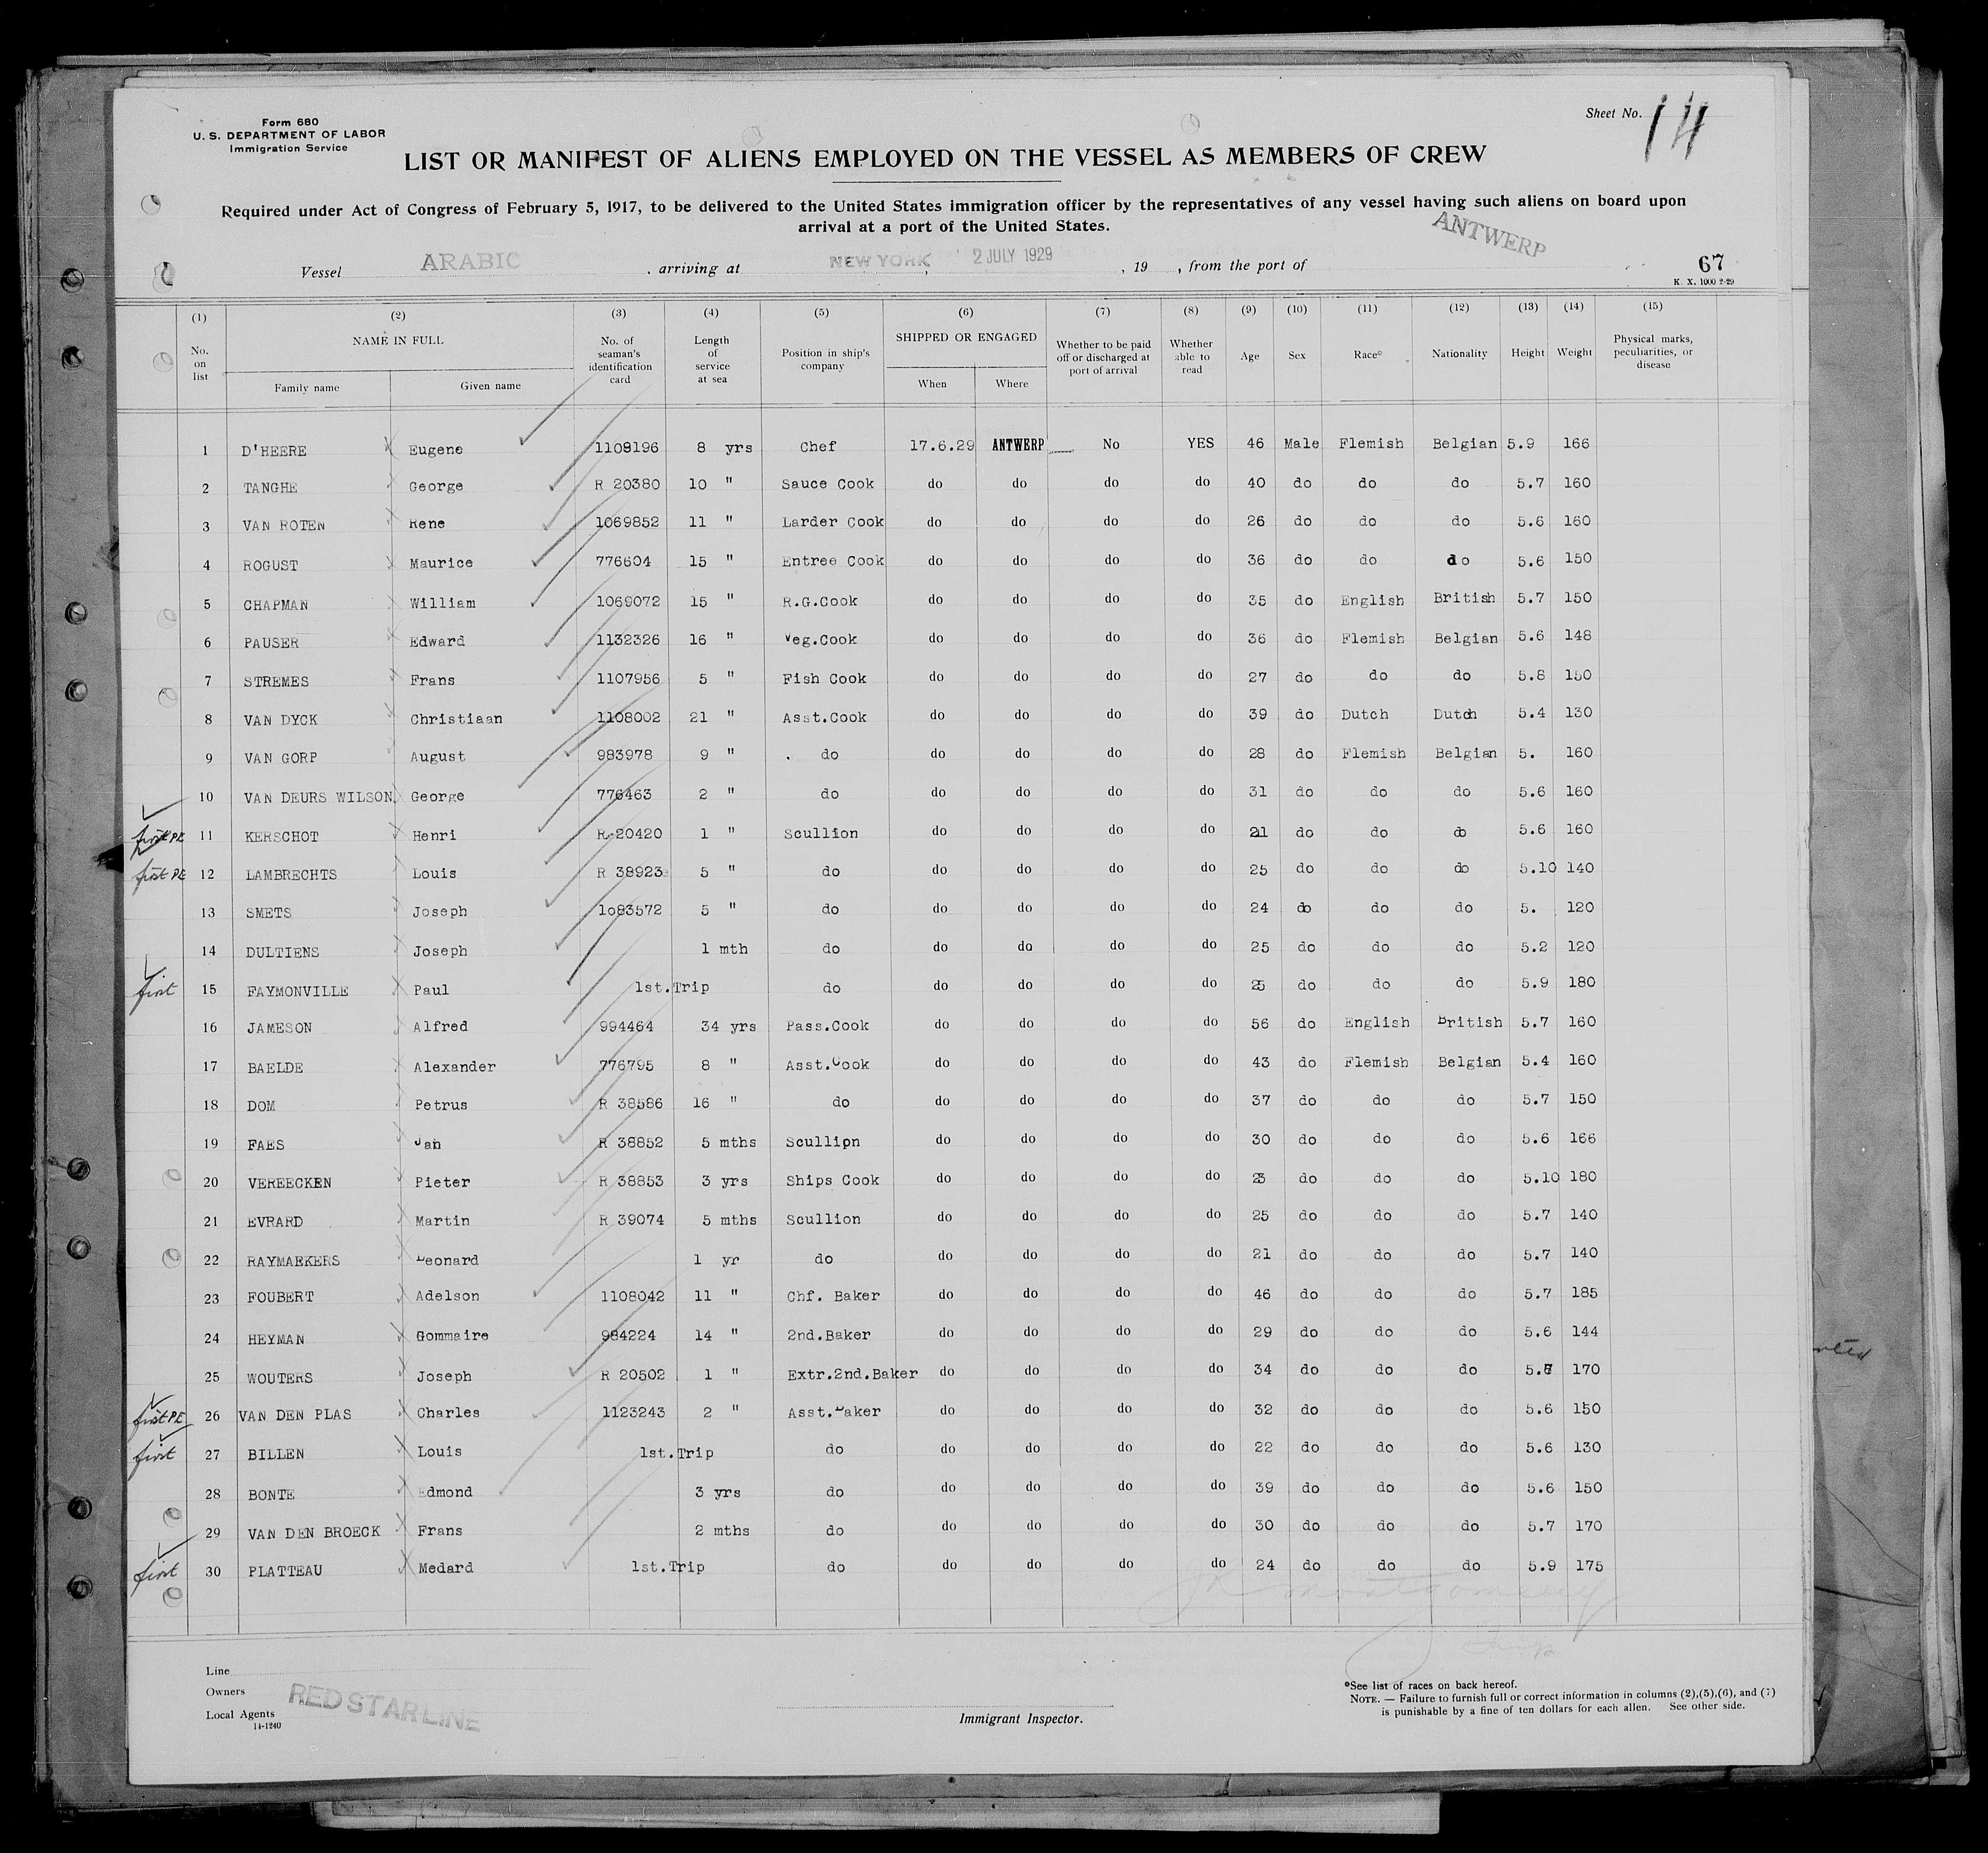 Form 680
U. S. DEPARTMENT OF LABOR
Immigration Service
Sheet No. 14
LIST OR MANIFEST OF ALIENS EMPLOYED ON THE VESSEL AS MEMBERS OF CREW
Required under Act of Congress of February 5, 1917, to be delivered to the United States immigration officer by the representatives of any vessel having such aliens on board upon
arrival at a port of the United States.
Vessel ARABIC , arriving at NEW YORK , 2 JULY 1929 , 19 , from the port of ANTWERP
67
K. X. 1000 2-29
(1) (2) (3) (4) (5) (6) (7) (8) (9) (10) (11) (12) (13) (14) (15)
No. on list NAME IN FULL Family name Given name No. of seaman's identification card Length of service at sea Position in ship's company SHIPPED OR ENGAGED When Where Whether to be paid off or discharged at port of arrival Whether able to read Age Sex Race* Nationality Height Weight Physical marks, peculiarities, or disease
1 D'HEERE Eugene 1109196 8 yrs Chef 17.6.29 ANTWERP No YES 46 Male Flemish Belgian 5.9 166
2 TANGHE George R 20380 10 " Sauce Cook do do do do 40 do do do 5.7 160
3 VAN ROTEN Rene 1069852 11 " Larder Cook do do do do 26 do do do 5.6 160
4 ROGUST Maurice 776604 15 " Entree Cook do do do do 36 do do do 5.6 150
5 CHAPMAN William 1069072 15 " R.G.Cook do do do do 35 do English British 5.7 150
6 PAUSER Edward 1132326 16 " Veg.Cook do do do do 36 do Flemish Belgian 5.6 148
7 STREMES Frans 1107956 5 " Fish Cook do do do do 27 do do do 5.8 150
8 VAN DYCK Christiaan 1108002 21 " Asst.Cook do do do do 39 do Dutch Dutch 5.4 130
9 VAN GORP August 983978 9 " do do do do do 28 do Flemish Belgian 5. 160
10 VAN DEURS WILSON George 776463 2 " do do do do do 31 do do do 5.6 160
first PE 11 KERSCHOT Henri R 20420 1 " Scullion do do do do 21 do do do 5.6 160
first PE 12 LAMBRECHTS Louis R 38923 5 " do do do do do 25 do do do 5.10 140
13 SMETS Joseph 1o83572 5 " do do do do do 24 do do do 5. 120
14 DULTIENS Joseph 1 mth do do do do do 25 do do do 5.2 120
first 15 FAYMONVILLE Paul 1st.Trip do do do do do 25 do do do 5.9 180
16 JAMESON Alfred 994464 34 yrs Pass.Cook do do do do 56 do English British 5.7 160
17 BAELDE Alexander 776795 8 " Asst.Cook do do do do 43 do Flemish Belgian 5.4 160
18 DOM Petrus R 38586 16 " do do do do do 37 do do do 5.7 150
19 FAES Jan R 38852 5 mths Scullipn do do do do 30 do do do 5.6 166
20 VEREECKEN Pieter R 38853 3 yrs Ships Cook do do do do 23 do do do 5.10 180
21 EVRARD Martin R 39074 5 mths Scullion do do do do 25 do do do 5.7 140
22 RAYMAEKERS Leonard 1 yr do do do do do 21 do do do 5.7 140
23 FOUBERT Adelson 1108042 11 " Chf. Baker do do do do 46 do do do 5.7 185
24 HEYMAN Gommaire 984224 14 " 2nd.Baker do do do do 29 do do do 5.6 144
25 WOUTERS Joseph R 20502 1 " Extr.2nd.Baker do do do do 34 do do do 170
first PE 26 VAN DEN PLAS Charles 1123243 2 " Asst.Baker do do do do 32 do do do 5.6 150
first 27 BILLEN Louis 1st.Trip do do do do do 22 do do do 5.6 130
28 BONTE Edmond 3 yrs do do do do do 39 do do do 5.6 150
29 VAN DEN BROECK Frans 2 mths do do do do do 30 do do do 5.7 170
first 30 PLATTEAU Medard 1st.Trip do do do do do 24 do do do 5.9 175
Montgomery
Line
Owners RED STAR LINE
Local Agents
14-1240
Immigrant Inspector.
*See list of races on back hereof.
NOTE. — Failure to furnish full or correct information in columns (2),(5),(6), and (7)
is punishable by a fine of ten dollars for each alien. See other side.